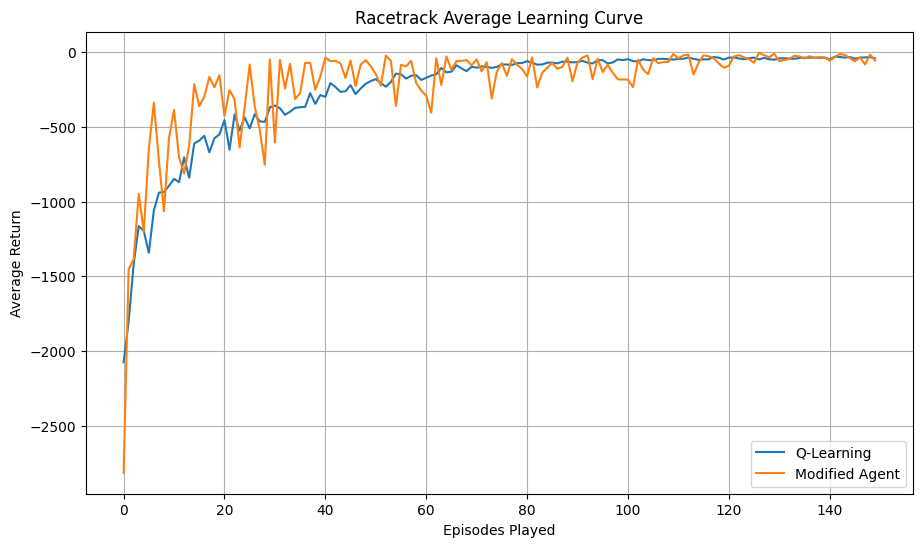 Racetrack Average Learning Curve
Average Return
0
−500
−1000
−1500
−2000
−2500
0 20 40 60 80 100 120 140
Episodes Played
Q-Learning
Modified Agent